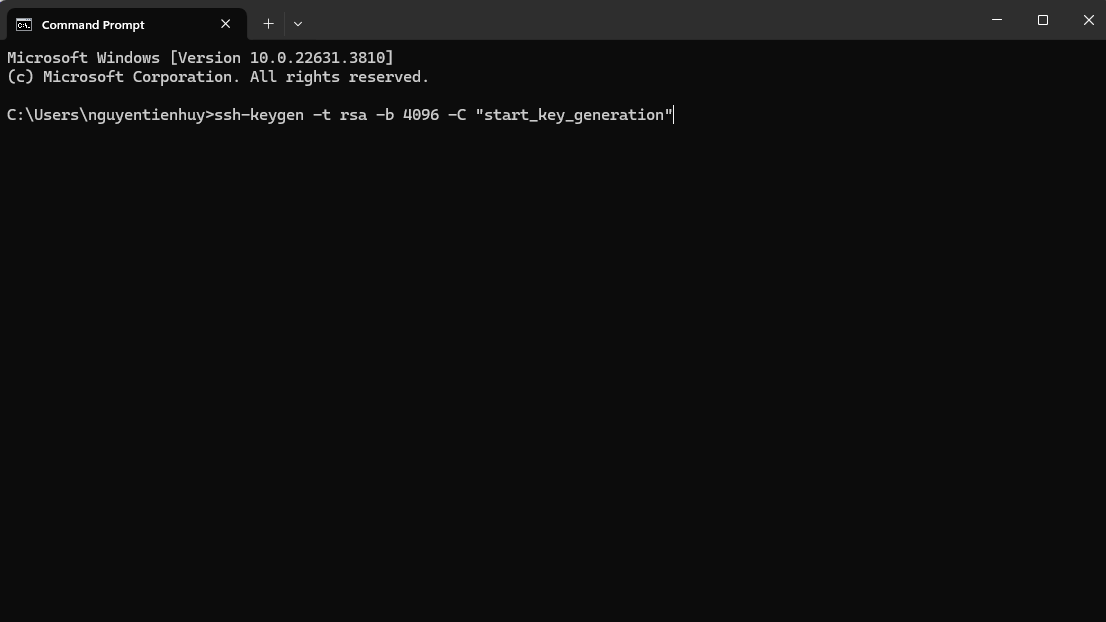 Command Prompt
Microsoft Windows [Version 10.0.22631.3810]
(c) Microsoft Corporation. All rights reserved.
C:\Users\nguyentienhuy>ssh-keygen -t rsa -b 4096 -C "start_key_generation"